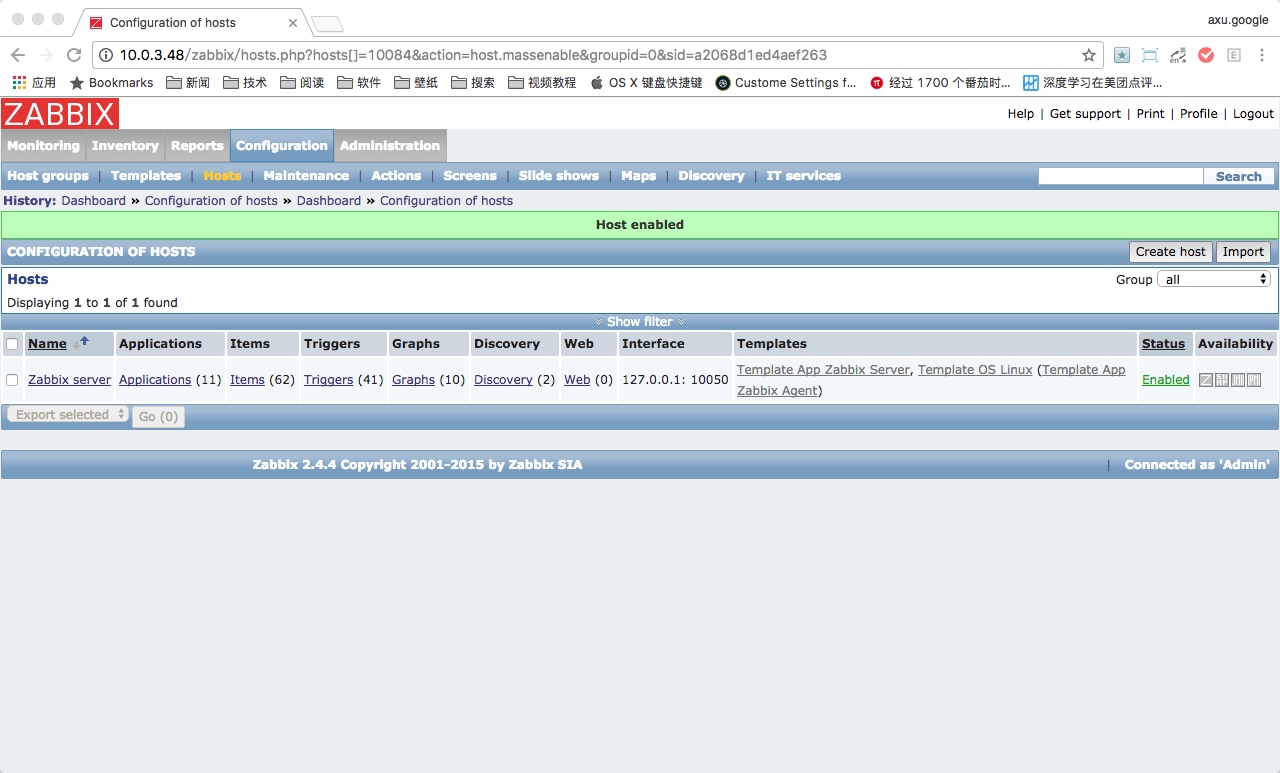 Configuration of hosts
axu.google
10.0.3.48/zabbix/hosts.php?hosts[]=10084&action=host.massenable&groupid=0&sid=a2068d1ed4aef263
应用 Bookmarks 新闻 技术 阅读 软件 壁纸 搜索 视频教程 OS X 键盘快捷键 Custome Settings f... 经过 1700 个番茄时... 深度学习在美团点评...
ZABBIX
Help | Get support | Print | Profile | Logout
Monitoring Inventory Reports Configuration Administration
Host groups | Templates | Hosts | Maintenance | Actions | Screens | Slide shows | Maps | Discovery | IT services Search
History: Dashboard » Configuration of hosts » Dashboard » Configuration of hosts
Host enabled
CONFIGURATION OF HOSTS Create host Import
Hosts Group all
Displaying 1 to 1 of 1 found
Show filter
Name Applications Items Triggers Graphs Discovery Web Interface Templates Status Availability
Zabbix server Applications (11) Items (62) Triggers (41) Graphs (10) Discovery (2) Web (0) 127.0.0.1: 10050 Template App Zabbix Server, Template OS Linux (Template App
Zabbix Agent) Enabled
Export selected Go (0)
Zabbix 2.4.4 Copyright 2001-2015 by Zabbix SIA | Connected as 'Admin'